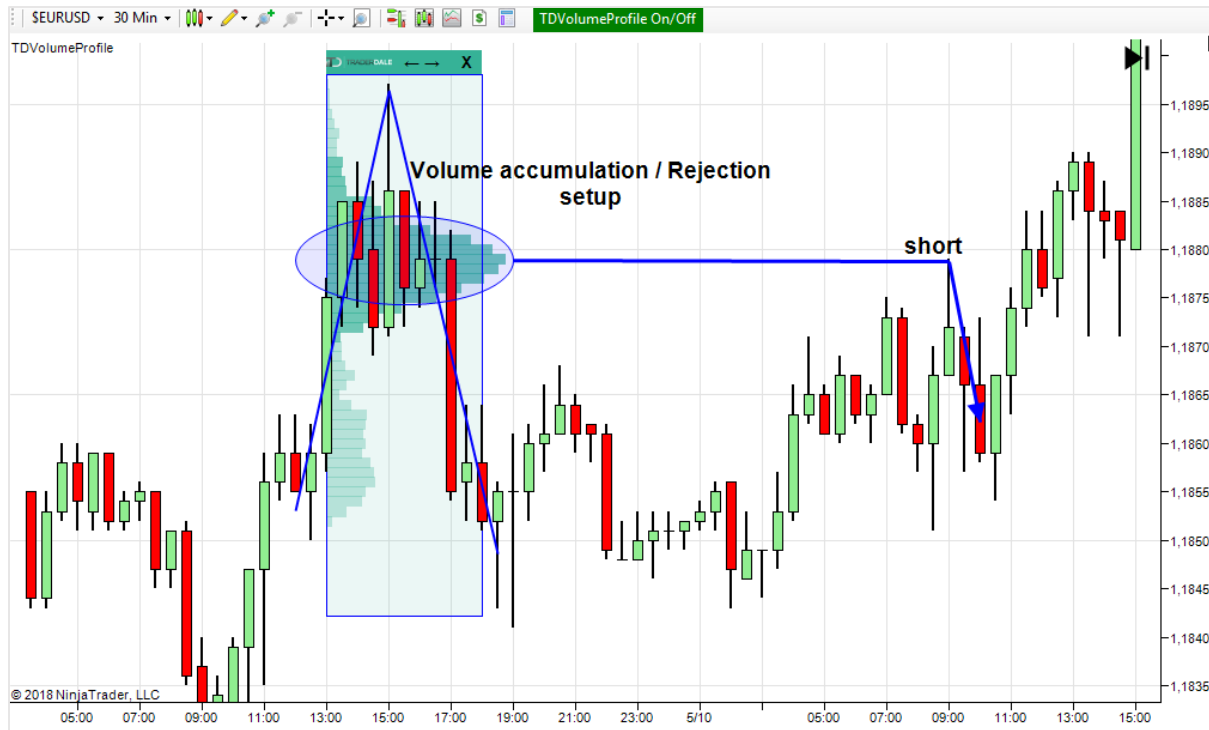 $EURUSD 30 Min TDVolumeProfile On/Off
TDVolumeProfile
TD TRADERDALE ←→ X
Volume accumulation / Rejection
setup
short
1,1895
1,1890
1,1885
1,1880
1,1875
1,1870
1,1865
1,1860
1,1855
1,1850
1,1845
1,1840
1,1835
© 2018 NinjaTrader, LLC
05:00 07:00 09:00 11:00 13:00 15:00 17:00 19:00 21:00 23:00 5/10 05:00 07:00 09:00 11:00 13:00 15:00